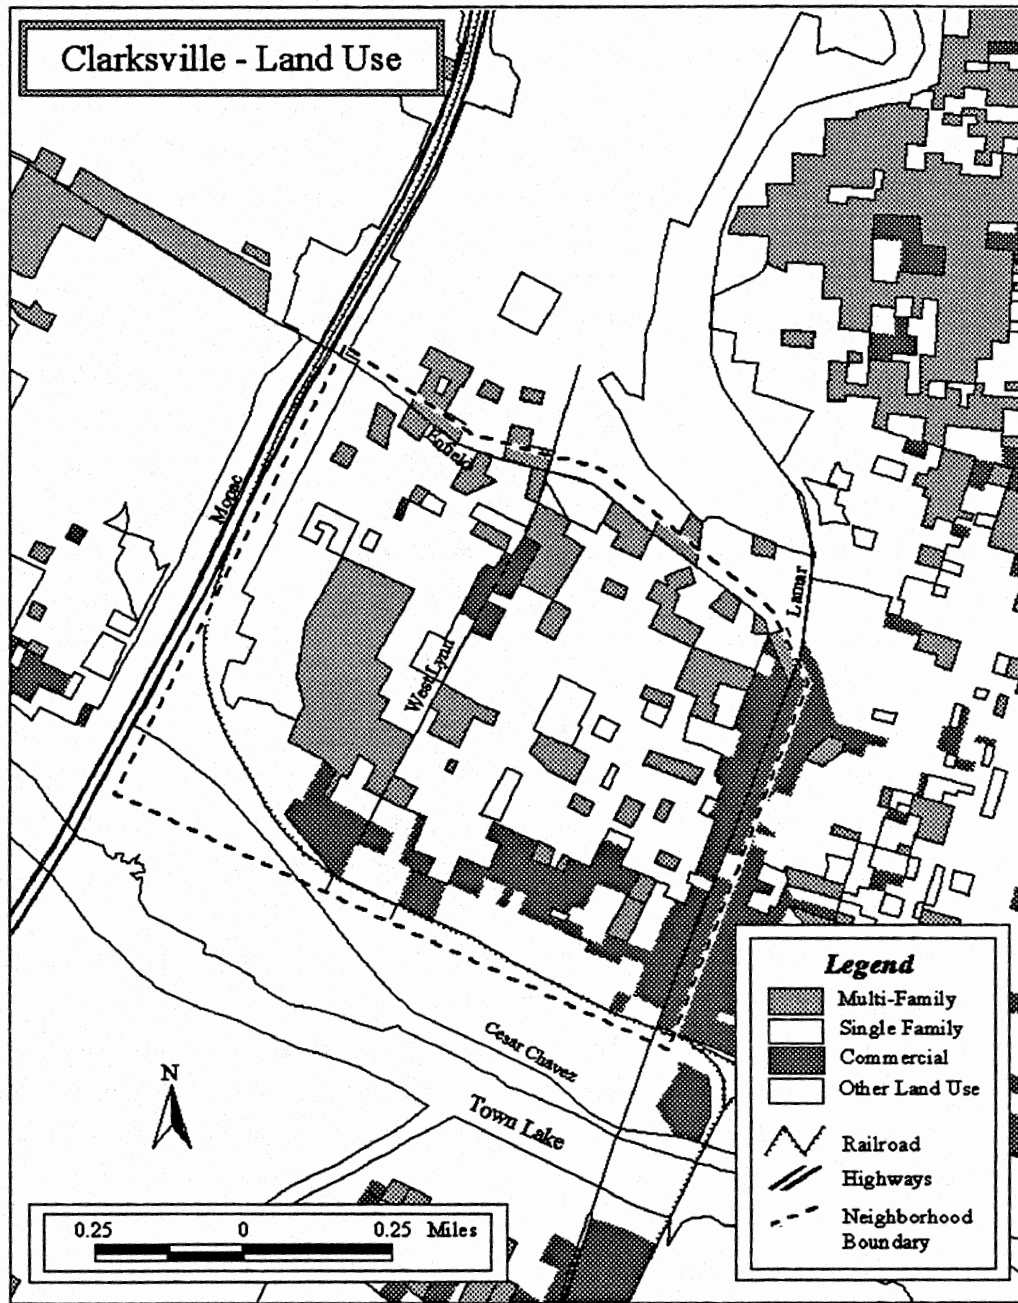 Clarksville - Land Use
Enfield
Mopac
Lamar
West Lynn
Legend
Multi-Family
Single Family
Commercial
Other Land Use
Railroad
Highways
Neighborhood
Boundary
Cesar Chavez
Town Lake
N
0.25 0 0.25 Miles